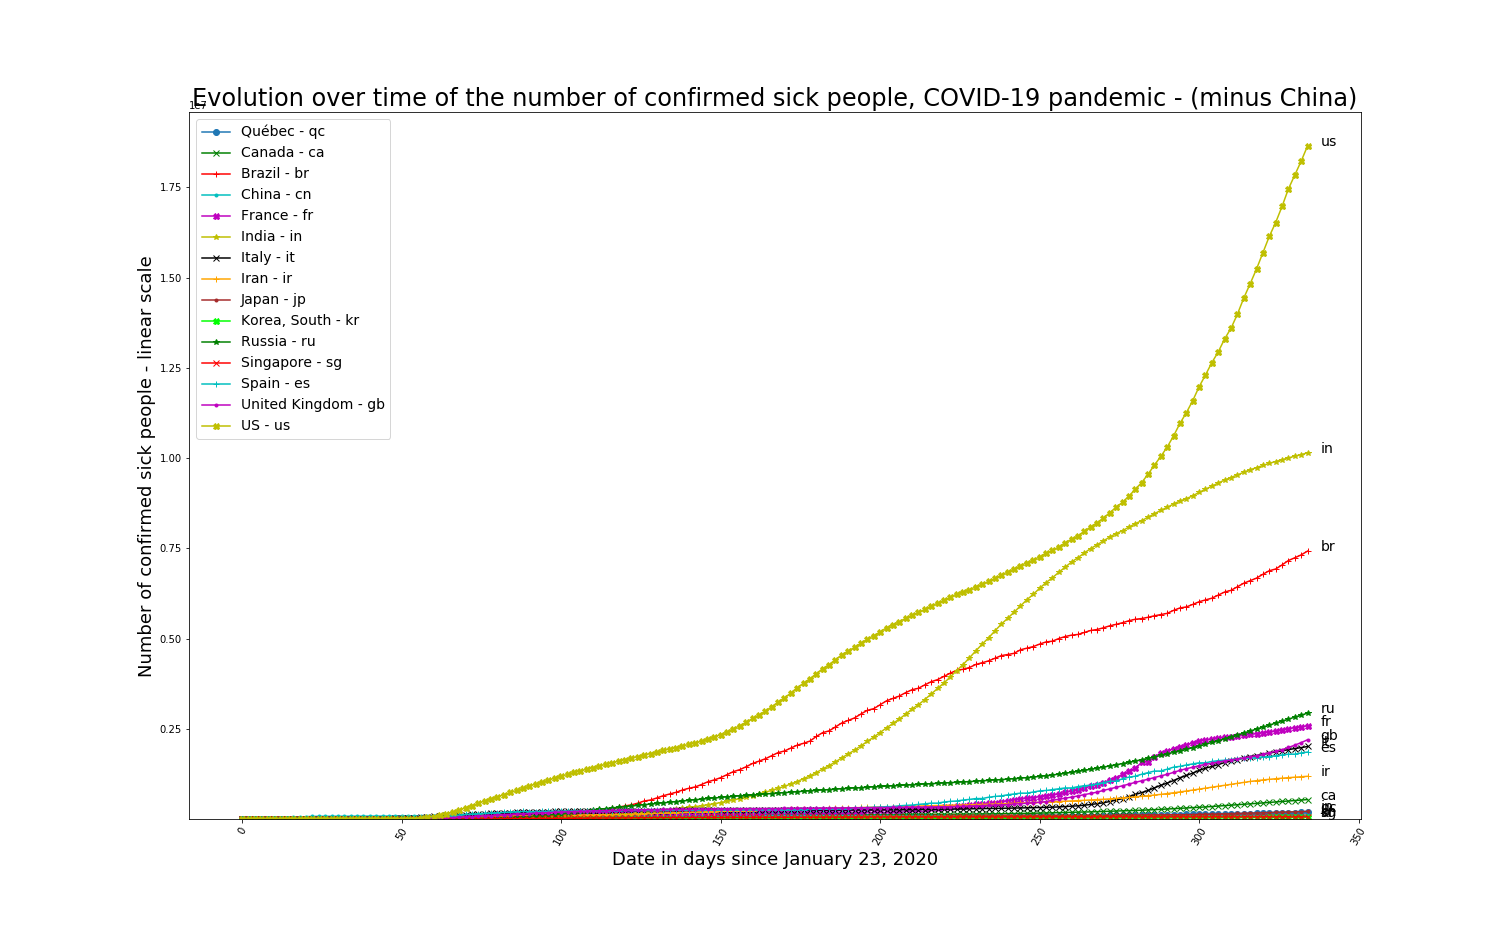 Evolution over time of the number of confirmed sick people, COVID-19 pandemic - (minus China)
1e7
Québec - qc
Canada - ca
Brazil - br
China - cn
France - fr
India - in
Italy - it
Iran - ir
Japan - jp
Korea, South - kr
Russia - ru
Singapore - sg
Spain - es
United Kingdom - gb
US - us
Number of confirmed sick people - linear scale
1.75
1.50
1.25
1.00
0.75
0.50
0.25
us
in
br
ru
fr
gb
es
ir
ca
0
50
100
150
200
250
300
350
Date in days since January 23, 2020